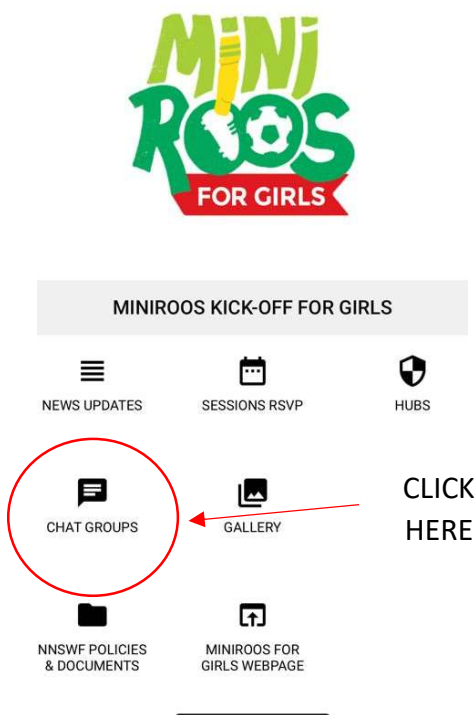 MiNi
ROOS
FOR GIRLS
MINIROOS KICK-OFF FOR GIRLS
NEWS UPDATES
SESSIONS RSVP
HUBS
CHAT GROUPS
GALLERY
CLICK
HERE
NNSWF POLICIES
& DOCUMENTS
MINIROOS FOR
GIRLS WEBPAGE